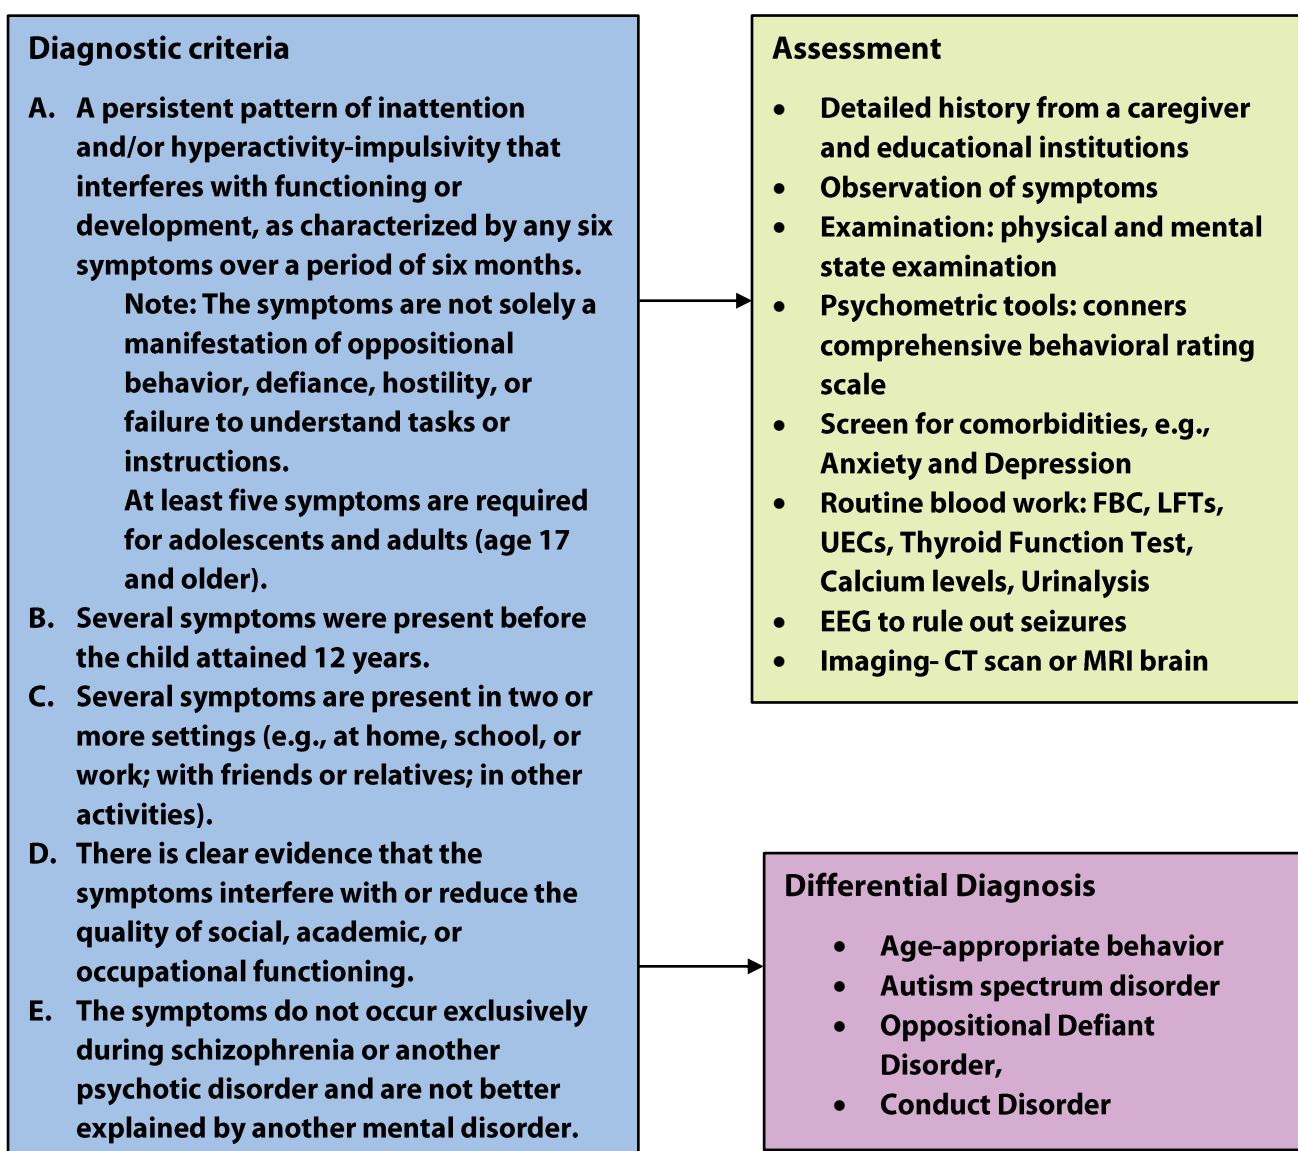 Diagnostic criteria
A. A persistent pattern of inattention
and/or hyperactivity-impulsivity that
interferes with functioning or
development, as characterized by any six
symptoms over a period of six months.
Note: The symptoms are not solely a
manifestation of oppositional
behavior, defiance, hostility, or
failure to understand tasks or
instructions.
At least five symptoms are required
for adolescents and adults (age 17
and older).
B. Several symptoms were present before
the child attained 12 years.
C. Several symptoms are present in two or
more settings (e.g., at home, school, or
work; with friends or relatives; in other
activities).
D. There is clear evidence that the
symptoms interfere with or reduce the
quality of social, academic, or
occupational functioning.
E. The symptoms do not occur exclusively
during schizophrenia or another
psychotic disorder and are not better
explained by another mental disorder.
Assessment
• Detailed history from a caregiver
and educational institutions
• Observation of symptoms
• Examination: physical and mental
state examination
• Psychometric tools: conners
comprehensive behavioral rating
scale
• Screen for comorbidities, e.g.,
Anxiety and Depression
• Routine blood work: FBC, LFTs,
UECs, Thyroid Function Test,
Calcium levels, Urinalysis
• EEG to rule out seizures
• Imaging- CT scan or MRI brain
Differential Diagnosis
• Age-appropriate behavior
• Autism spectrum disorder
• Oppositional Defiant
Disorder,
• Conduct Disorder